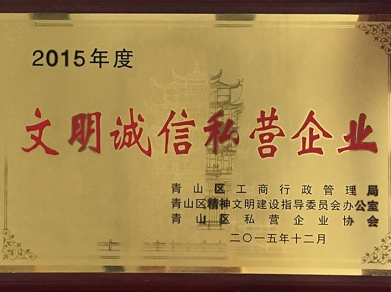 2015年度
文明诚信私营企业
青山区工商行政管理局
青山区精神文明建设指导委员会办公室
青山区私营企业协会
二〇一五年十二月